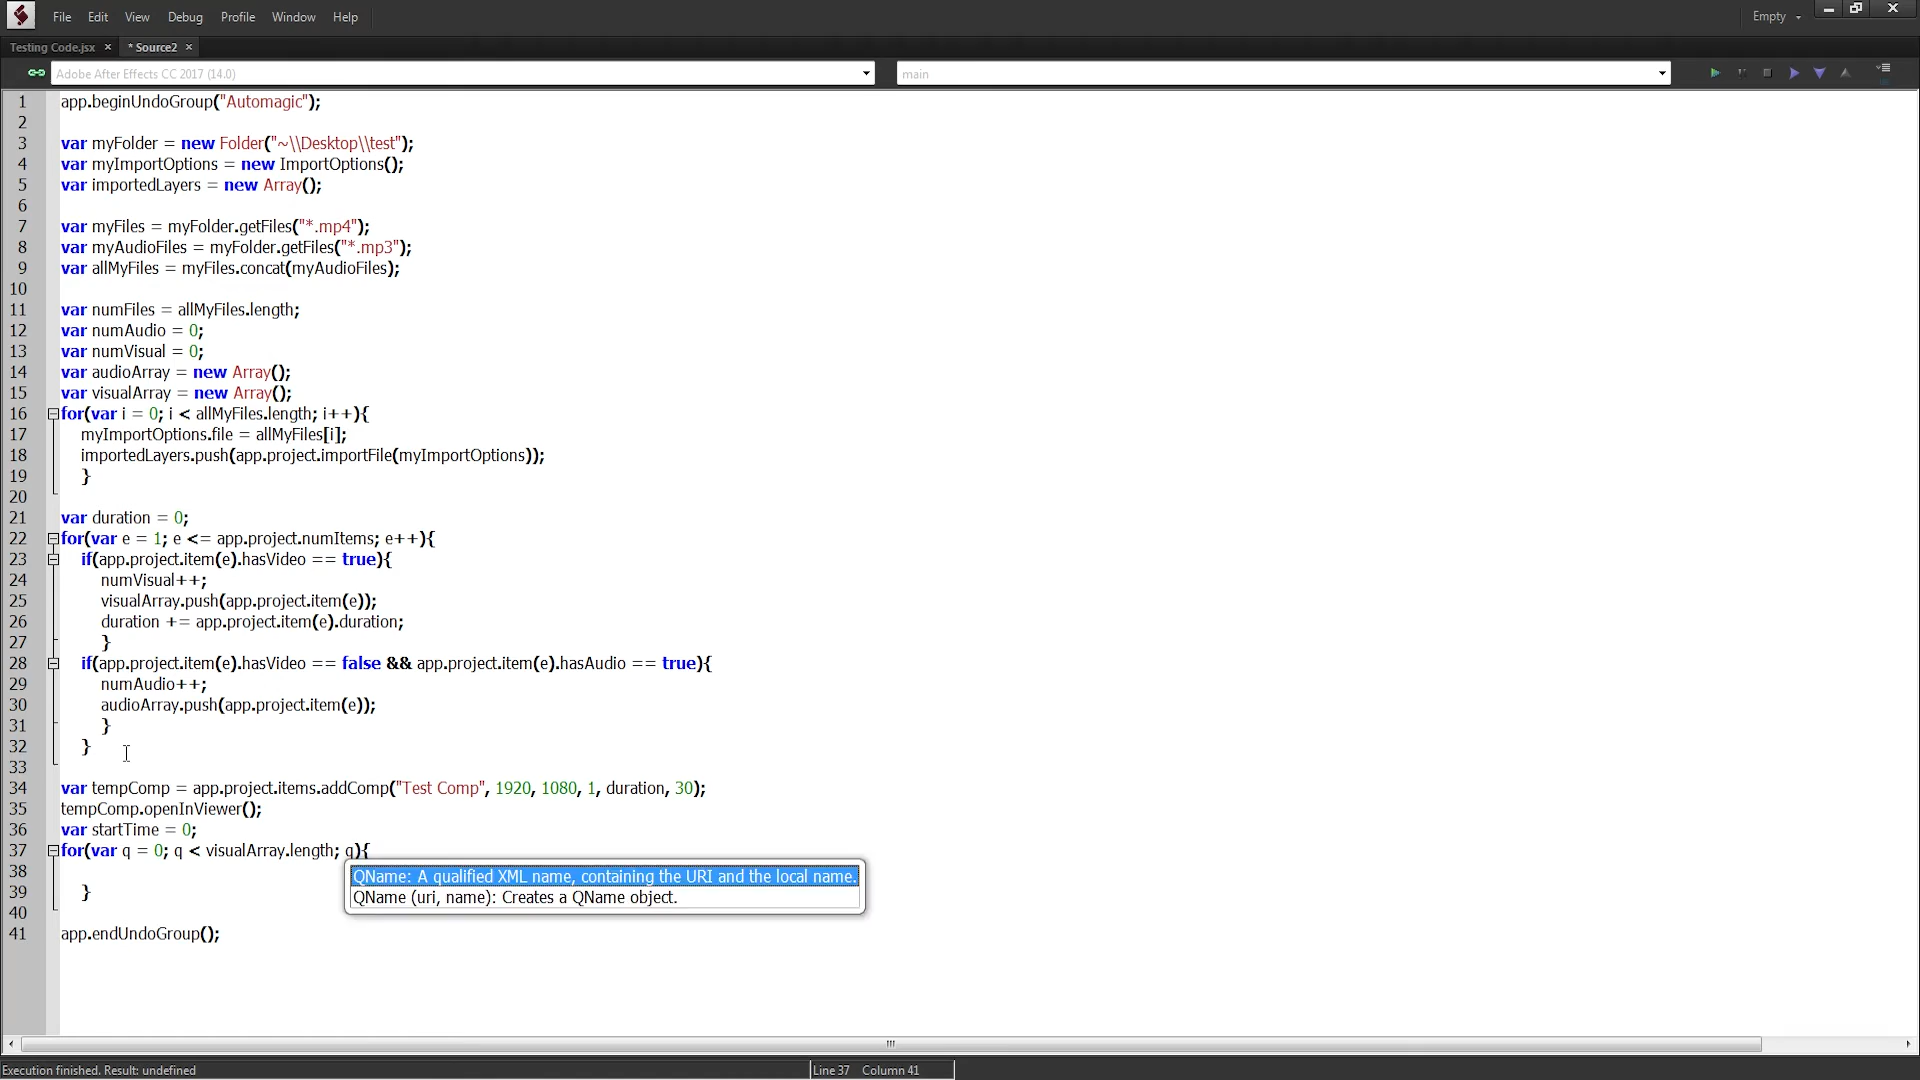 File Edit View Debug Profile Window Help Empty
Testing Code.jsx × * Source2 ×
Adobe After Effects CC 2017 (14.0) main
1 app.beginUndoGroup("Automagic");
2
3 var myFolder = new Folder("~\\Desktop\\test");
4 var myImportOptions = new ImportOptions();
5 var importedLayers = new Array();
6
7 var myFiles = myFolder.getFiles("*.mp4");
8 var myAudioFiles = myFolder.getFiles("*.mp3");
9 var allMyFiles = myFiles.concat(myAudioFiles);
10
11 var numFiles = allMyFiles.length;
12 var numAudio = 0;
13 var numVisual = 0;
14 var audioArray = new Array();
15 var visualArray = new Array();
16 for(var i = 0; i < allMyFiles.length; i++){
17 myImportOptions.file = allMyFiles[i];
18 importedLayers.push(app.project.importFile(myImportOptions));
19 }
20
21 var duration = 0;
22 for(var e = 1; e <= app.project.numItems; e++){
23 if(app.project.item(e).hasVideo == true){
24 numVisual++;
25 visualArray.push(app.project.item(e));
26 duration += app.project.item(e).duration;
27 }
28 if(app.project.item(e).hasVideo == false && app.project.item(e).hasAudio == true){
29 numAudio++;
30 audioArray.push(app.project.item(e));
31 }
32 }
33
34 var tempComp = app.project.items.addComp("Test Comp", 1920, 1080, 1, duration, 30);
35 tempComp.openInViewer();
36 var startTime = 0;
37 for(var q = 0; q < visualArray.length; q){
38 QName: A qualified XML name, containing the URI and the local name.
39 } QName (uri, name): Creates a QName object.
40
41 app.endUndoGroup();
Execution finished. Result: undefined Line 37 Column 41